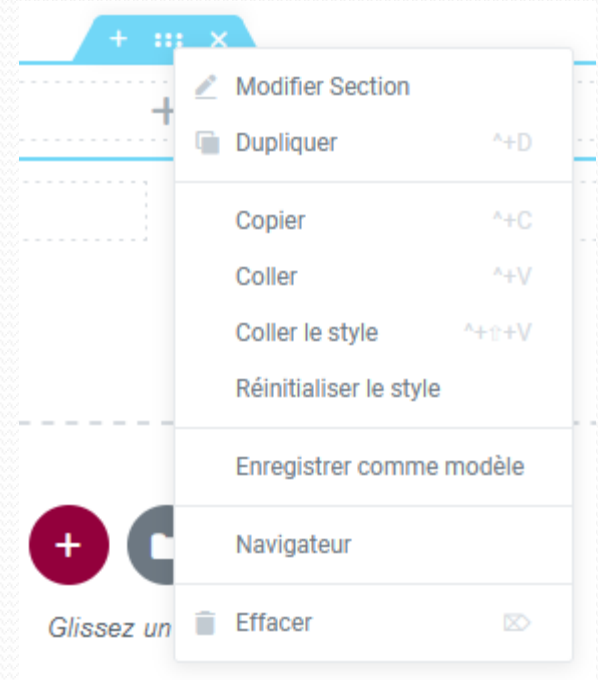 Modifier Section
Dupliquer ^+D
Copier ^+C
Coller ^+V
Coller le style ^+⇧+V
Réinitialiser le style
Enregistrer comme modèle
Navigateur
Glissez un
Effacer ⌦